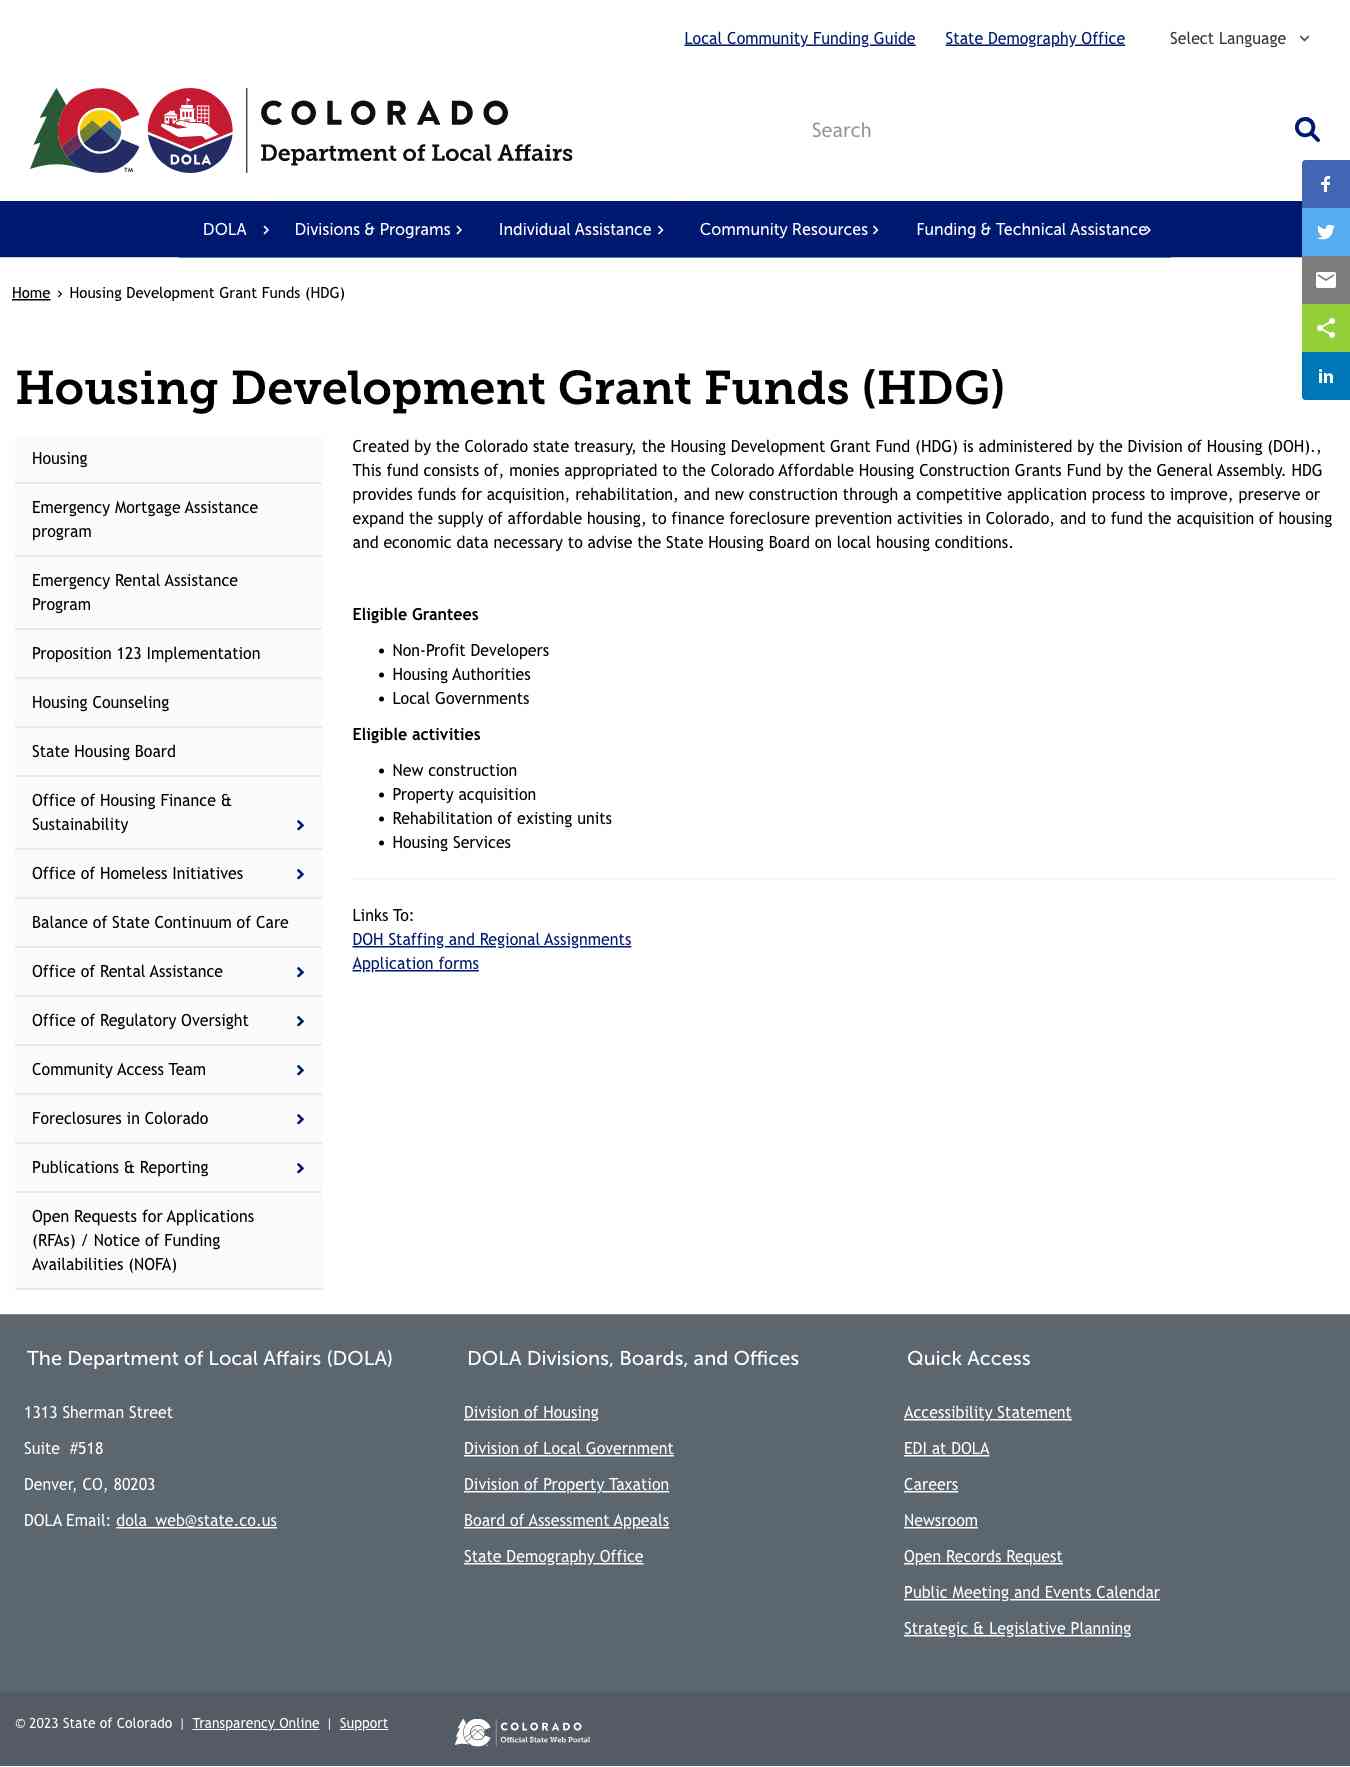 Local Community Funding Guide State Demography Office Select Language
COLORADO
Department of Local Affairs
DOLA
TM
Search
DOLA Divisions & Programs Individual Assistance Community Resources Funding & Technical Assistance
Home › Housing Development Grant Funds (HDG)
Housing Development Grant Funds (HDG)
Housing
Emergency Mortgage Assistance
program
Emergency Rental Assistance
Program
Proposition 123 Implementation
Housing Counseling
State Housing Board
Office of Housing Finance &
Sustainability
Office of Homeless Initiatives
Balance of State Continuum of Care
Office of Rental Assistance
Office of Regulatory Oversight
Community Access Team
Foreclosures in Colorado
Publications & Reporting
Open Requests for Applications
(RFAs) / Notice of Funding
Availabilities (NOFA)
Created by the Colorado state treasury, the Housing Development Grant Fund (HDG) is administered by the Division of Housing (DOH).,
This fund consists of, monies appropriated to the Colorado Affordable Housing Construction Grants Fund by the General Assembly. HDG
provides funds for acquisition, rehabilitation, and new construction through a competitive application process to improve, preserve or
expand the supply of affordable housing, to finance foreclosure prevention activities in Colorado, and to fund the acquisition of housing
and economic data necessary to advise the State Housing Board on local housing conditions.
Eligible Grantees
• Non-Profit Developers
• Housing Authorities
• Local Governments
Eligible activities
• New construction
• Property acquisition
• Rehabilitation of existing units
• Housing Services
Links To:
DOH Staffing and Regional Assignments
Application forms
The Department of Local Affairs (DOLA)
1313 Sherman Street
Suite #518
Denver, CO, 80203
DOLA Email: dola_web@state.co.us
DOLA Divisions, Boards, and Offices
Division of Housing
Division of Local Government
Division of Property Taxation
Board of Assessment Appeals
State Demography Office
Quick Access
Accessibility Statement
EDI at DOLA
Careers
Newsroom
Open Records Request
Public Meeting and Events Calendar
Strategic & Legislative Planning
© 2023 State of Colorado | Transparency Online | Support
COLORADO
Official State Web Portal